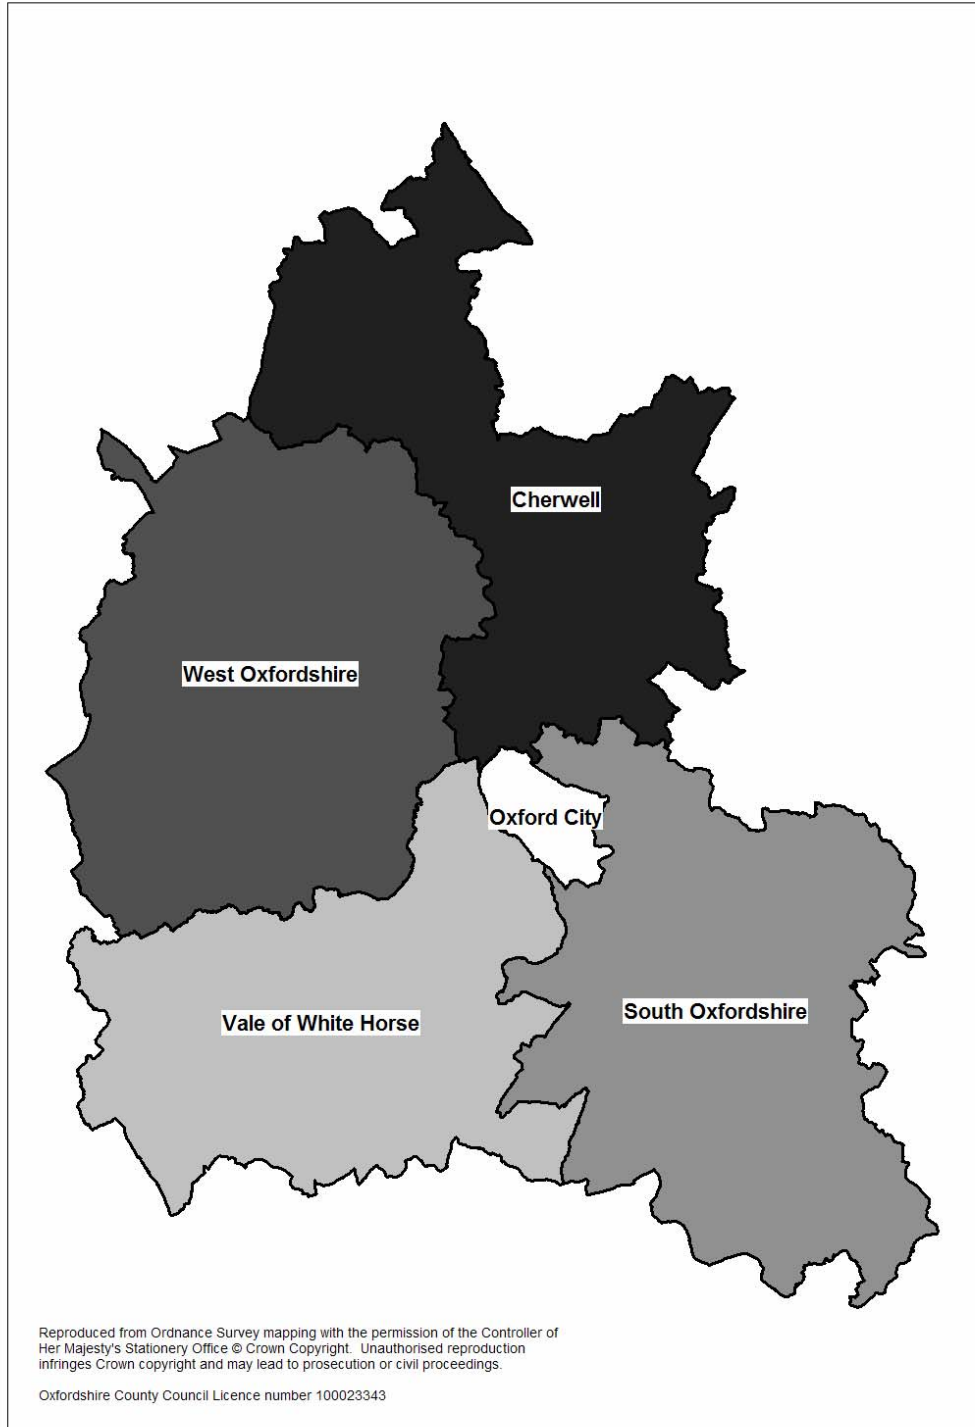 Cherwell
West Oxfordshire
Oxford City
South Oxfordshire
Vale of White Horse
Reproduced from Ordnance Survey mapping with the permission of the Controller of
Her Majesty's Stationery Office © Crown Copyright. Unauthorised reproduction
infringes Crown copyright and may lead to prosecution or civil proceedings.
Oxfordshire County Council Licence number 100023343